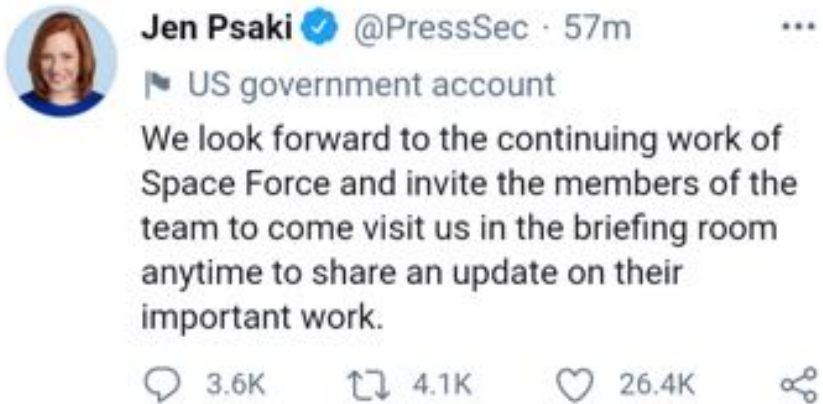 Jen Psaki @PressSec · 57m
US government account
We look forward to the continuing work of
Space Force and invite the members of the
team to come visit us in the briefing room
anytime to share an update on their
important work.
3.6K 4.1K 26.4K